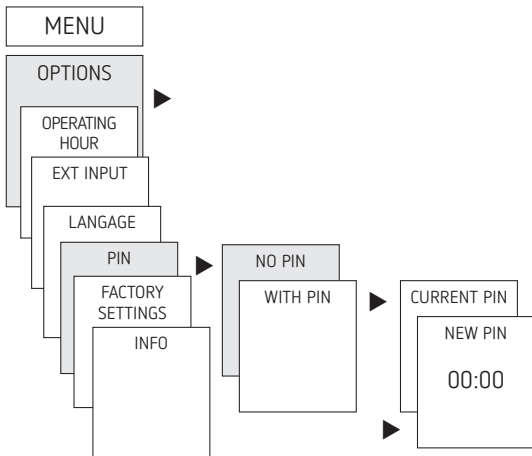 MENU
OPTIONS
OPERATING
HOUR
EXT INPUT
LANGAGE
PIN
FACTORY
SETTINGS
INFO
NO PIN
WITH PIN
CURRENT PIN
NEW PIN
00:00